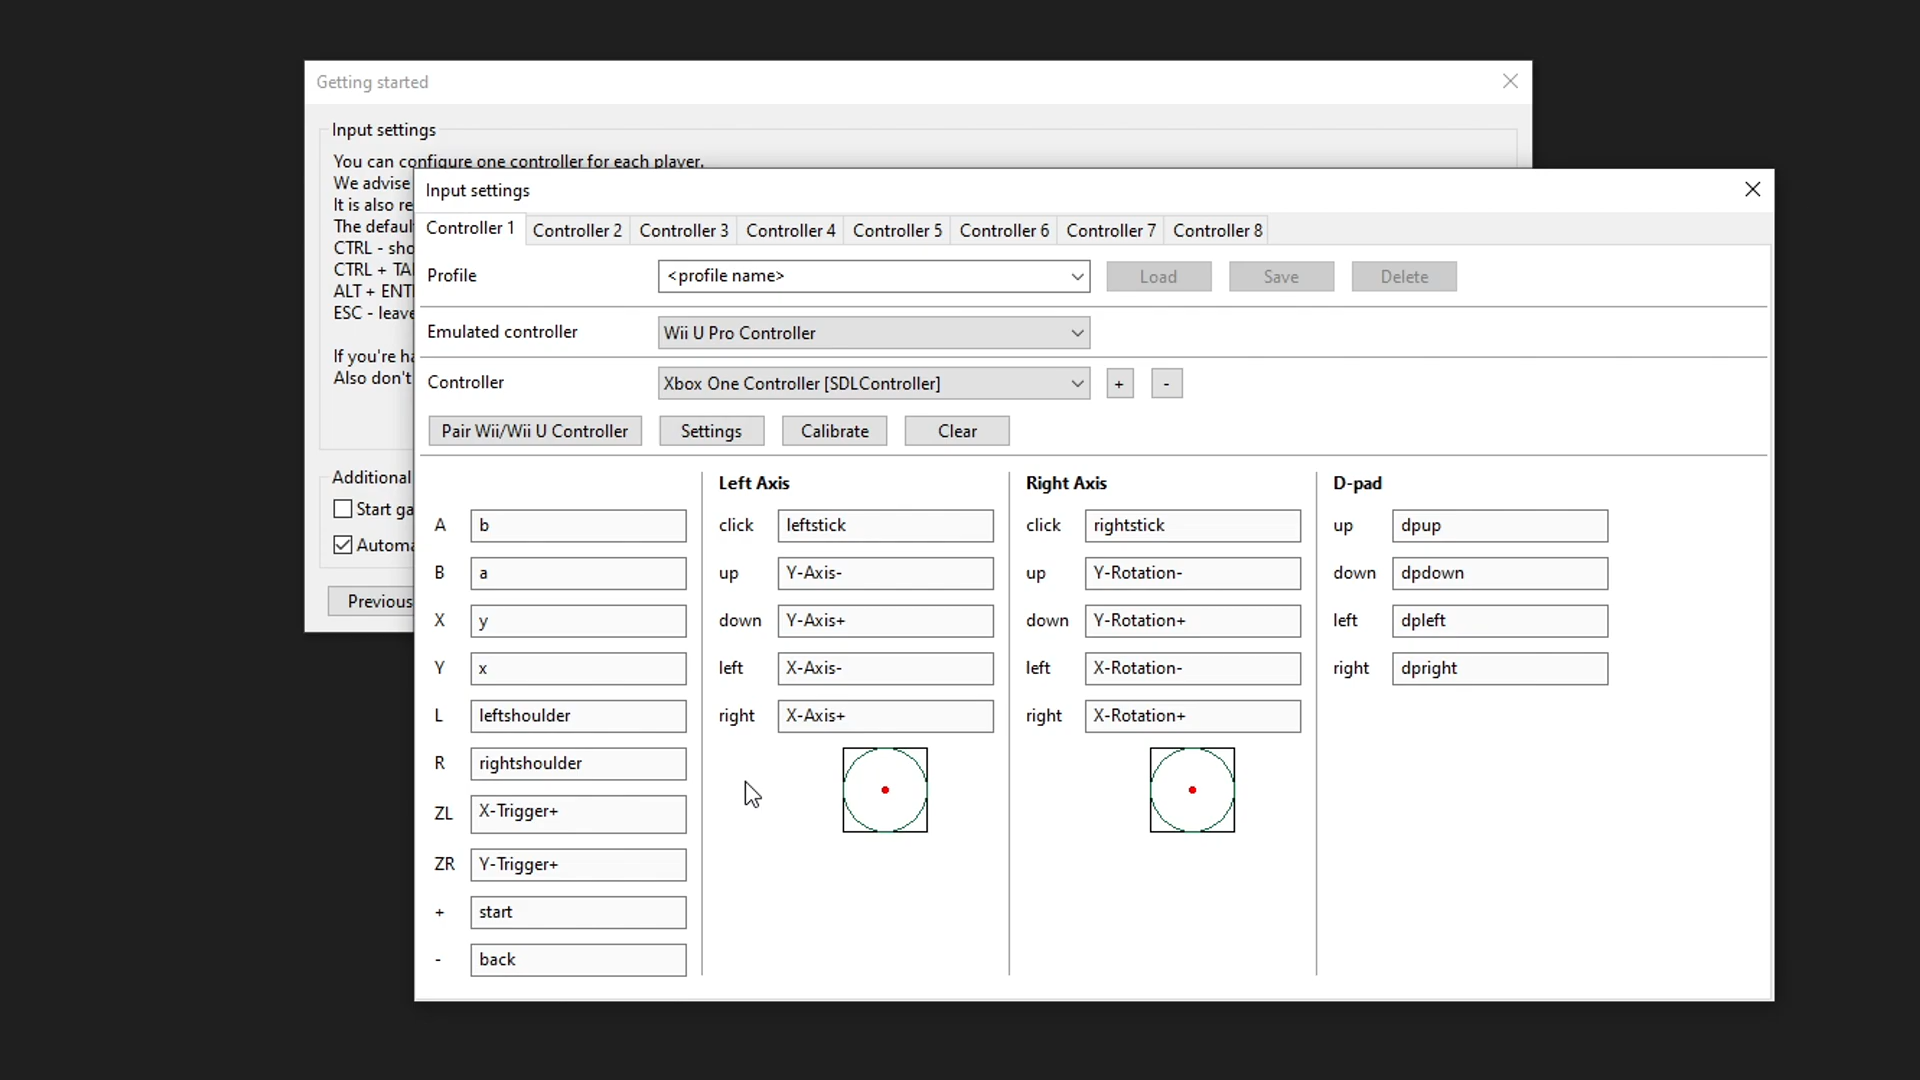 Getting started
Input settings
You can configure one controller for each player.
We advise
It is also re
The defaul
CTRL - sho
CTRL + TA
ALT + ENT
ESC - leave
If you're ha
Also don't
Additional
Start ga
Automa
Previous
Input settings
Controller 1 Controller 2 Controller 3 Controller 4 Controller 5 Controller 6 Controller 7 Controller 8
Profile <profile name> Load Save Delete
Emulated controller Wii U Pro Controller
Controller Xbox One Controller [SDLController] + -
Pair Wii/Wii U Controller Settings Calibrate Clear
Left Axis Right Axis D-pad
A b click leftstick click rightstick up dpup
B a up Y-Axis- up Y-Rotation- down dpdown
X y down Y-Axis+ down Y-Rotation+ left dpleft
Y x left X-Axis- left X-Rotation- right dpright
L leftshoulder right X-Axis+ right X-Rotation+
R rightshoulder
ZL X-Trigger+
ZR Y-Trigger+
+ start
- back